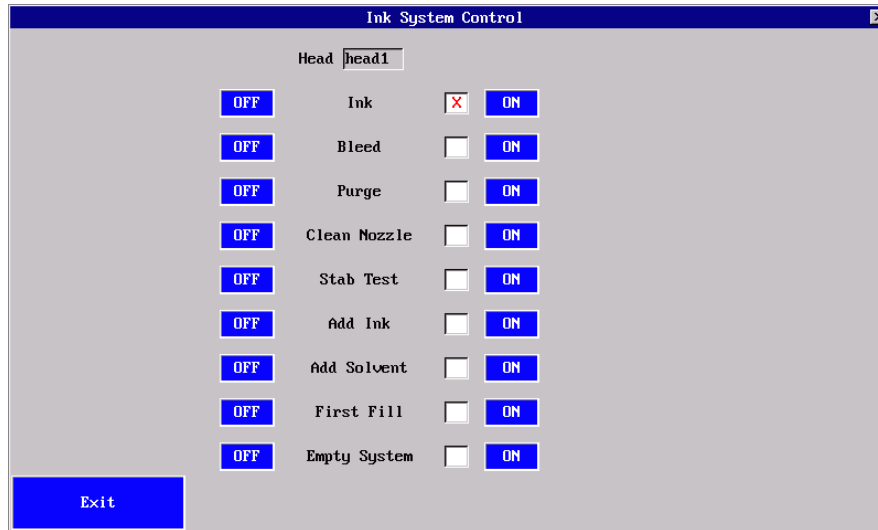 Ink System Control
Head head1
OFF Ink X ON
OFF Bleed ON
OFF Purge ON
OFF Clean Nozzle ON
OFF Stab Test ON
OFF Add Ink ON
OFF Add Solvent ON
OFF First Fill ON
OFF Empty System ON
Exit